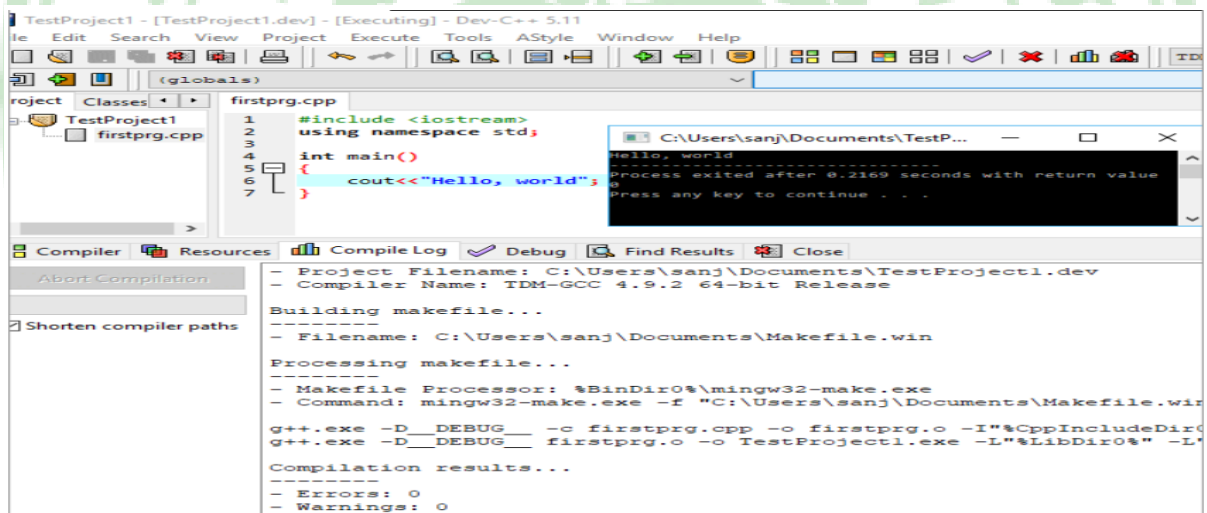 TestProject1 - [TestProject1.dev] - [Executing] - Dev-C++ 5.11
le Edit Search View Project Execute Tools AStyle Window Help
TD
(globals)
roject Classes
firstprg.cpp
TestProject1
firstprg.cpp
1 #include <iostream>
2 using namespace std;
3
4 int main()
5 {
6 cout<<"Hello, world";
7 }
C:\Users\sanj\Documents\TestP...
Hello, world
--------------------------------
Process exited after 0.2169 seconds with return value
0
Press any key to continue . . .
Compiler Resources Compile Log Debug Find Results Close
Abort Compilation
Shorten compiler paths
- Project Filename: C:\Users\sanj\Documents\TestProject1.dev
- Compiler Name: TDM-GCC 4.9.2 64-bit Release
Building makefile...
--------
- Filename: C:\Users\sanj\Documents\Makefile.win
Processing makefile...
--------
- Makefile Processor: %BinDir0%\mingw32-make.exe
- Command: mingw32-make.exe -f "C:\Users\sanj\Documents\Makefile.win
g++.exe -D__DEBUG__ -c firstprg.cpp -o firstprg.o -I"%CppIncludeDir0
g++.exe -D__DEBUG__ firstprg.o -o TestProject1.exe -L"%LibDir0%" -L"
Compilation results...
--------
- Errors: 0
- Warnings: 0